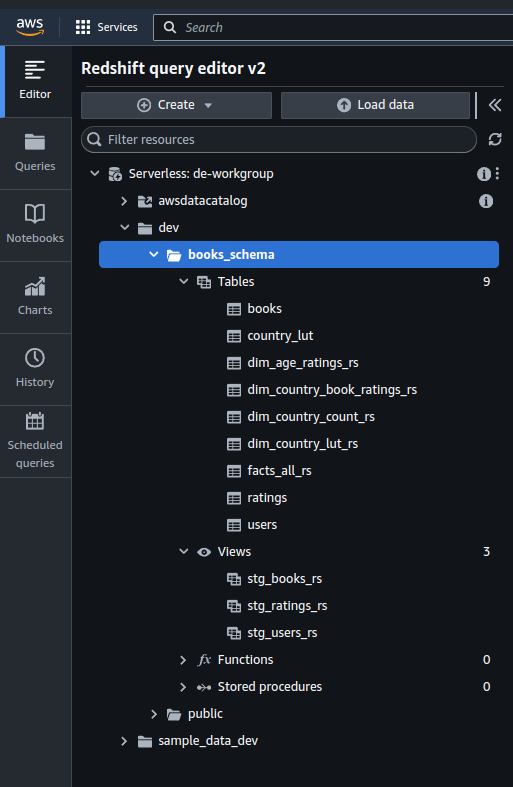 aws
Services
Search
Editor
Queries
Notebooks
Charts
History
Scheduled
queries
Redshift query editor v2
Create
Load data
Filter resources
Serverless: de-workgroup
awsdatacatalog
dev
books_schema
Tables 9
books
country_lut
dim_age_ratings_rs
dim_country_book_ratings_rs
dim_country_count_rs
dim_country_lut_rs
facts_all_rs
ratings
users
Views 3
stg_books_rs
stg_ratings_rs
stg_users_rs
fx Functions 0
Stored procedures 0
public
sample_data_dev